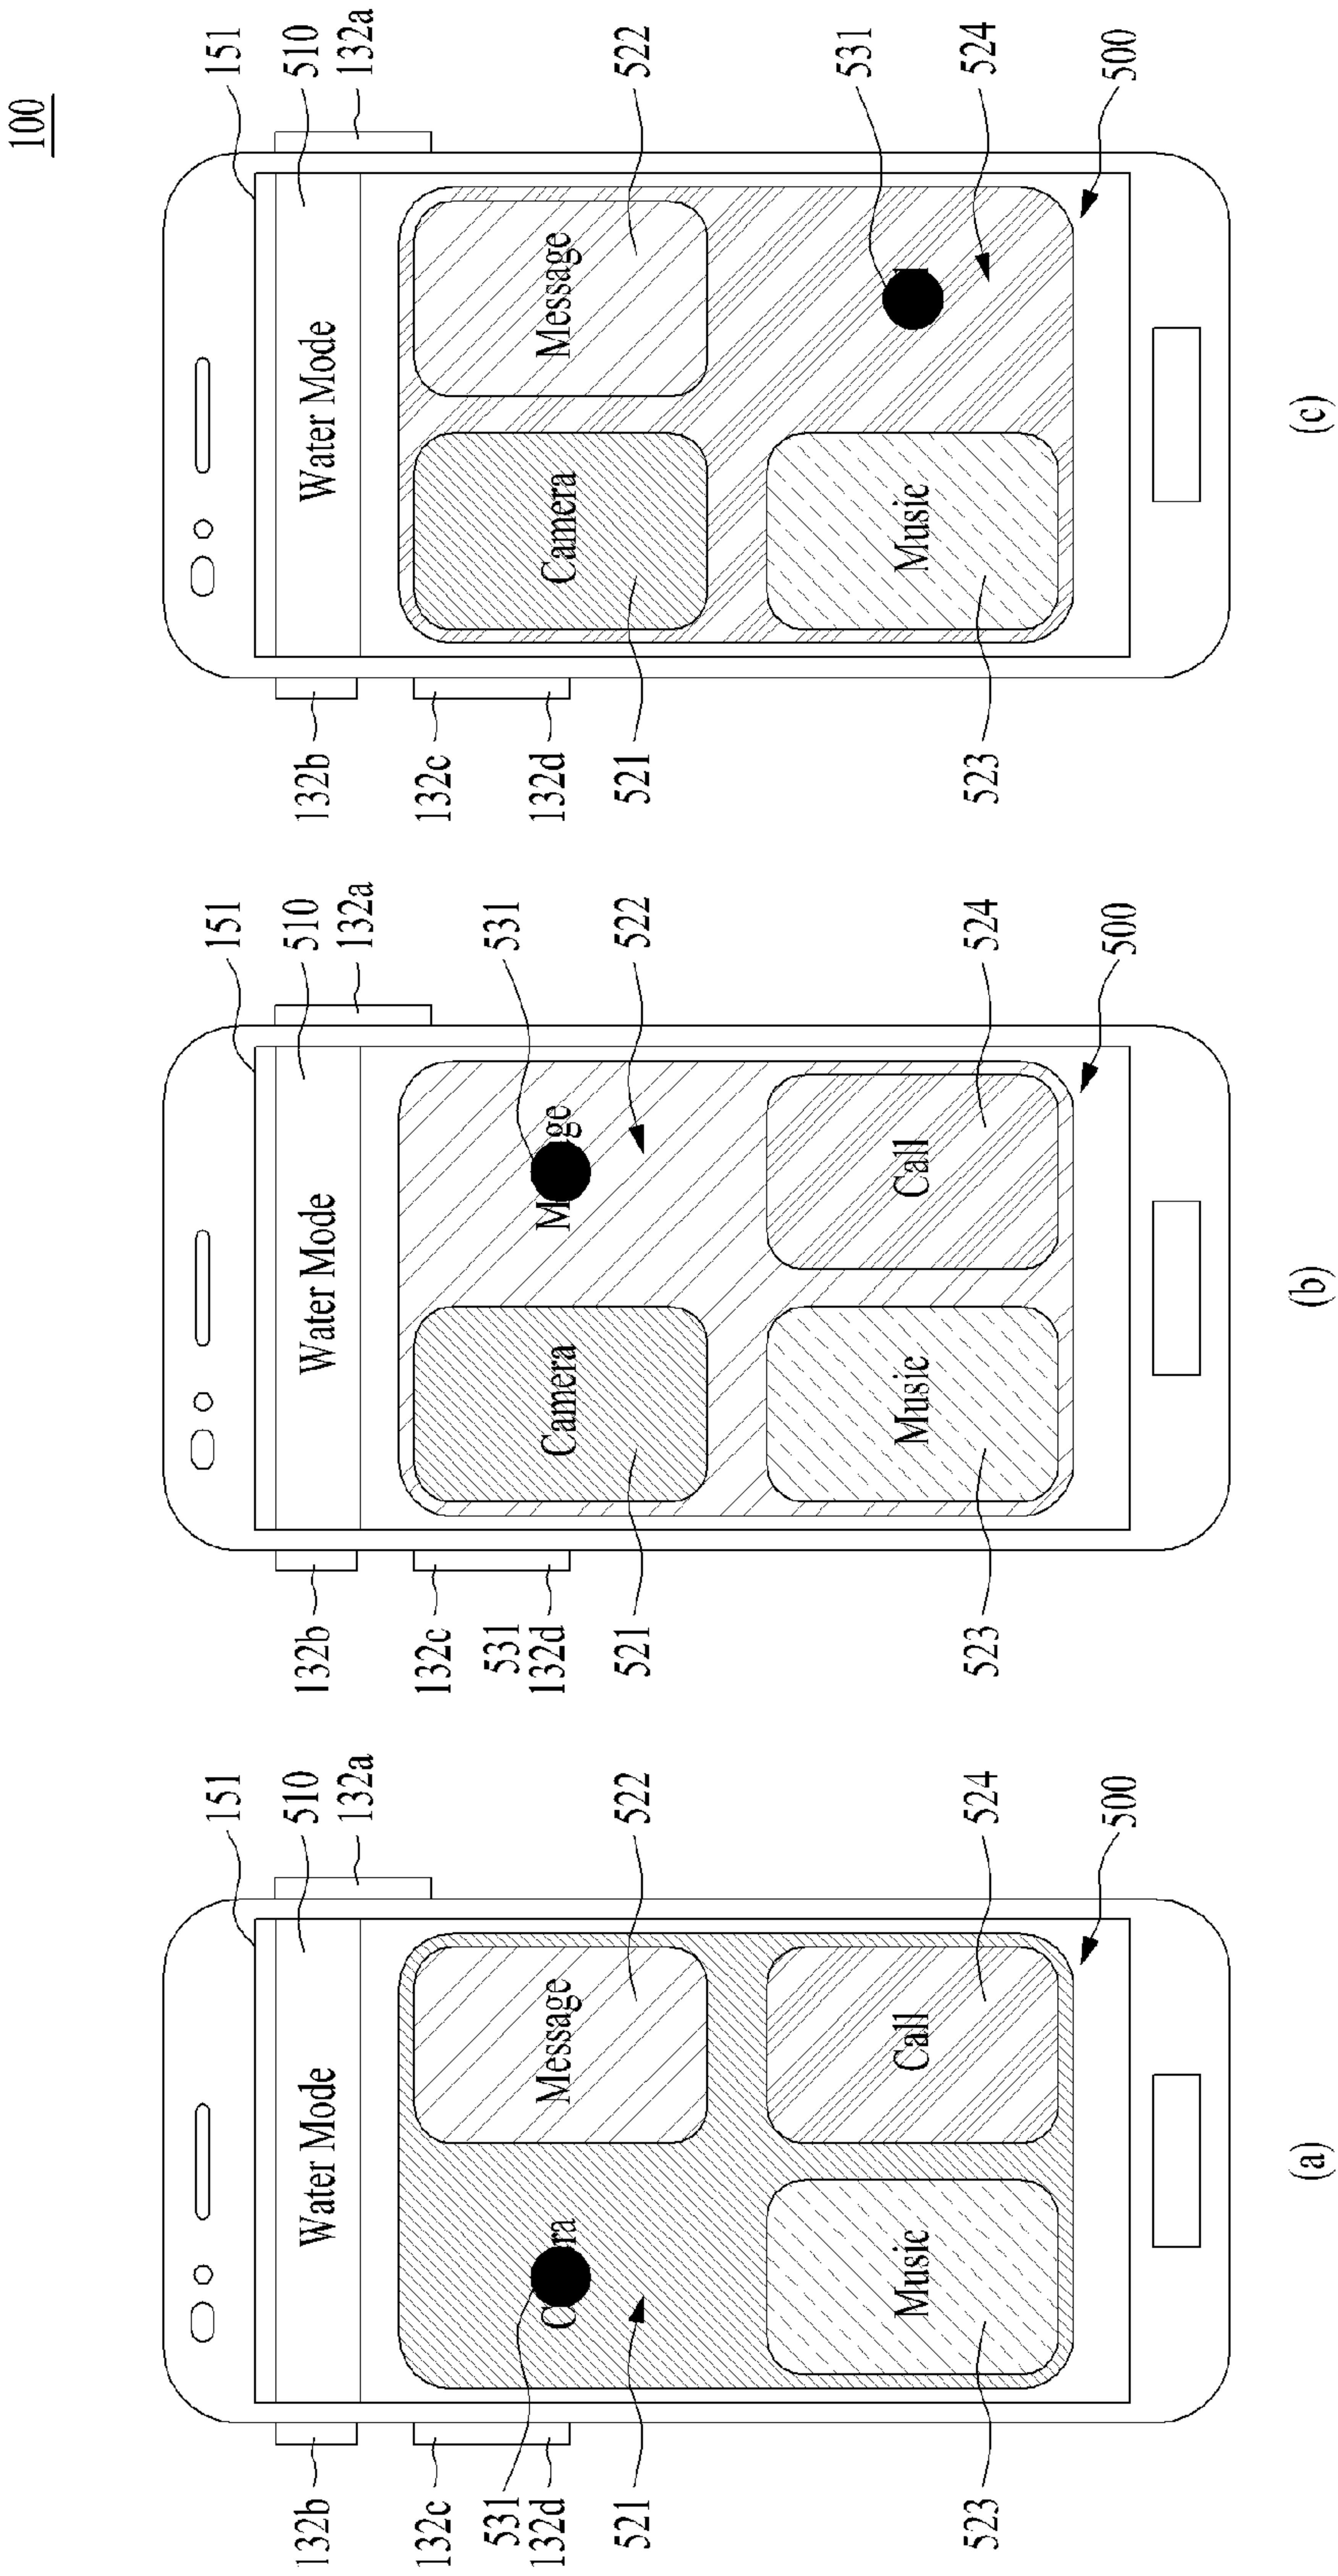 100
151
510
132a
132b
Water Mode
132c
531
132d
C ra
Message
521
522
Music
Call
523
524
500
(a)
151
510
132a
132b
Water Mode
132c
531
132d
531
Camera
M ge
521
522
Music
Call
523
524
500
(b)
151
510
132a
132b
Water Mode
132c
132d
Camera
Message
521
522
531
Music
523
524
500
(c)